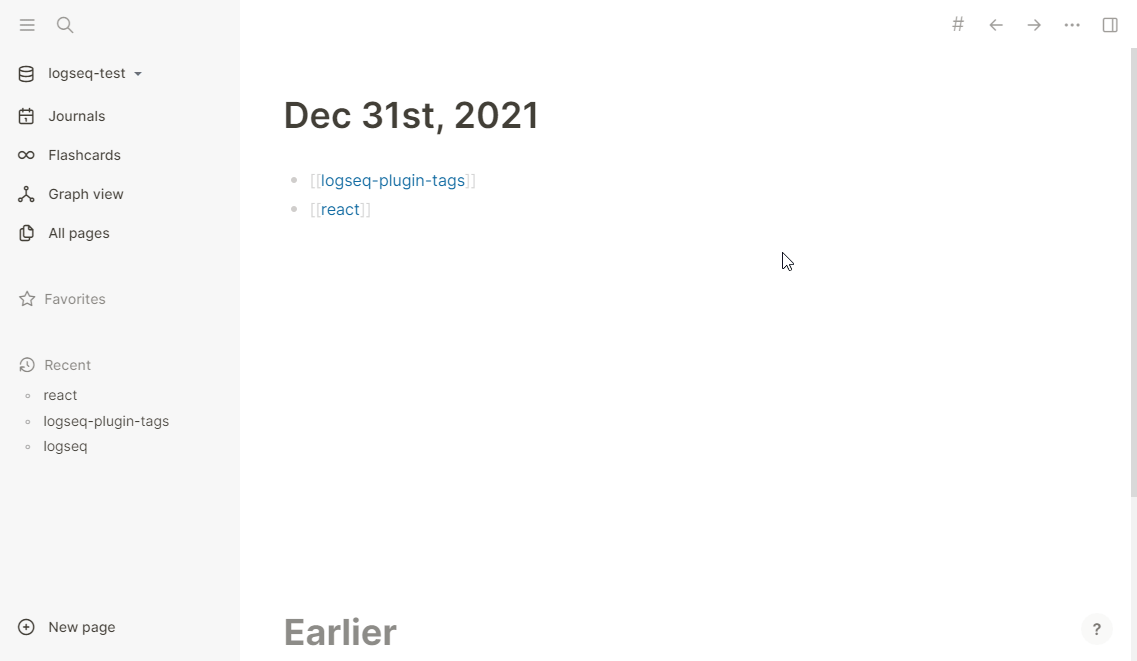 #
logseq-test
Journals
Flashcards
Graph view
All pages
Favorites
Recent
react
logseq-plugin-tags
logseq
New page
Dec 31st, 2021
[[logseq-plugin-tags]]
[[react]]
Earlier
?